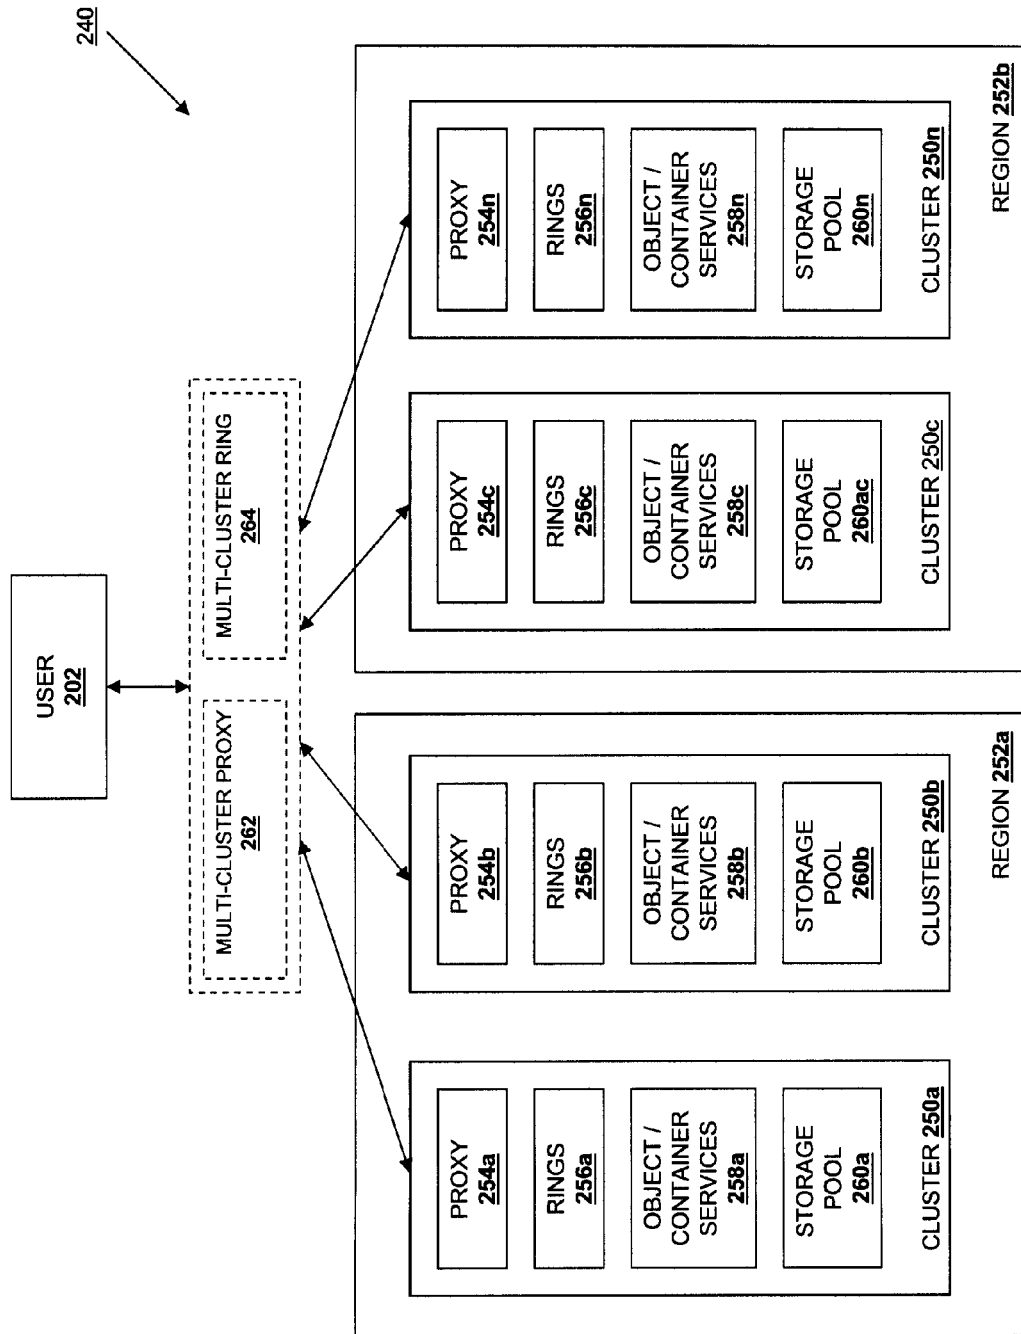 240
USER
202
MULTI-CLUSTER PROXY
262
MULTI-CLUSTER RING
264
PROXY
254a
RINGS
256a
OBJECT /
CONTAINER
SERVICES
258a
STORAGE
POOL
260a
CLUSTER 250a
PROXY
254b
RINGS
256b
OBJECT /
CONTAINER
SERVICES
258b
STORAGE
POOL
260b
CLUSTER 250b
REGION 252a
PROXY
254c
RINGS
256c
OBJECT /
CONTAINER
SERVICES
258c
STORAGE
POOL
260ac
CLUSTER 250c
PROXY
254n
RINGS
256n
OBJECT /
CONTAINER
SERVICES
258n
STORAGE
POOL
260n
CLUSTER 250n
REGION 252b